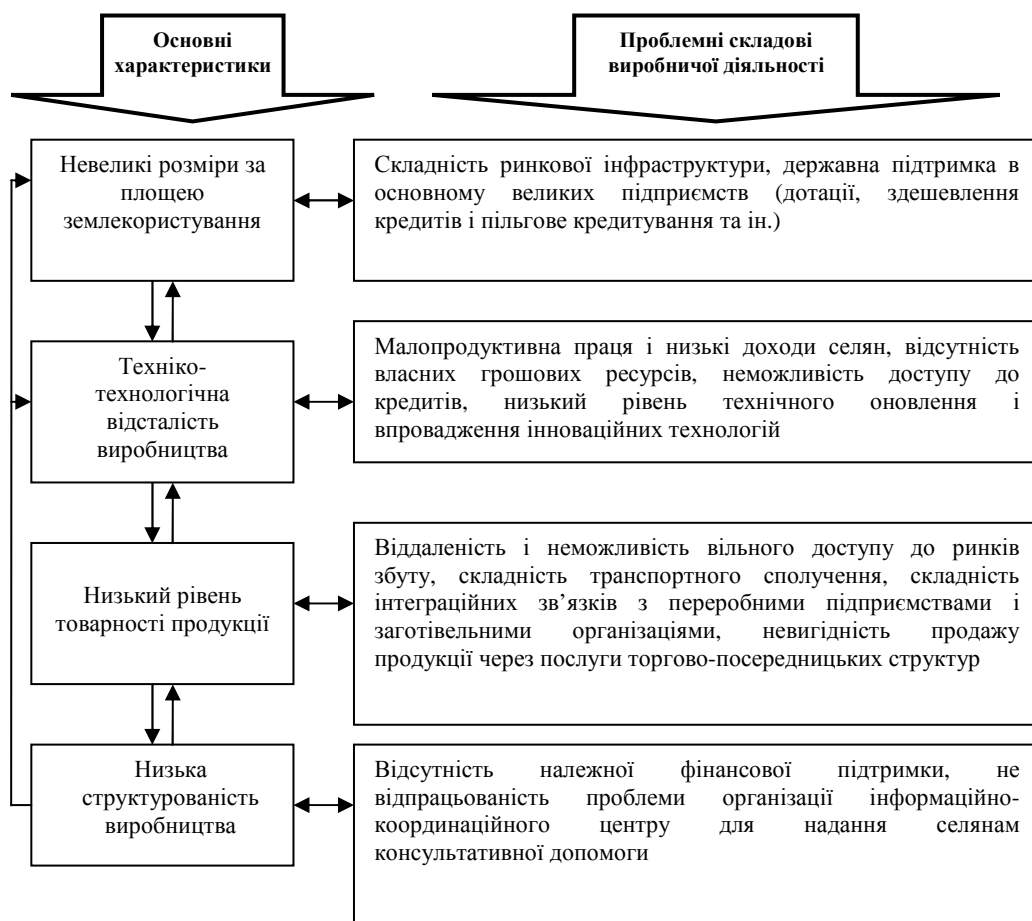 Основні
характеристики
Проблемні складові
виробничої діяльності
Невеликі розміри за
площею
землекористування
Складність ринкової інфраструктури, державна підтримка в
основному великих підприємств (дотації, здешевлення
кредитів і пільгове кредитування та ін.)
Техніко-
технологічна
відсталість
виробництва
Малопродуктивна праця і низькі доходи селян, відсутність
власних грошових ресурсів, неможливість доступу до
кредитів, низький рівень технічного оновлення і
впровадження інноваційних технологій
Низький рівень
товарності продукції
Віддаленість і неможливість вільного доступу до ринків
збуту, складність транспортного сполучення, складність
інтеграційних зв’язків з переробними підприємствами і
заготівельними організаціями, невигідність продажу
продукції через послуги торгово-посередницьких структур
Низька
структурованість
виробництва
Відсутність належної фінансової підтримки, не
відпрацьованість проблеми організації інформаційно-
координаційного центру для надання селянам
консультативної допомоги